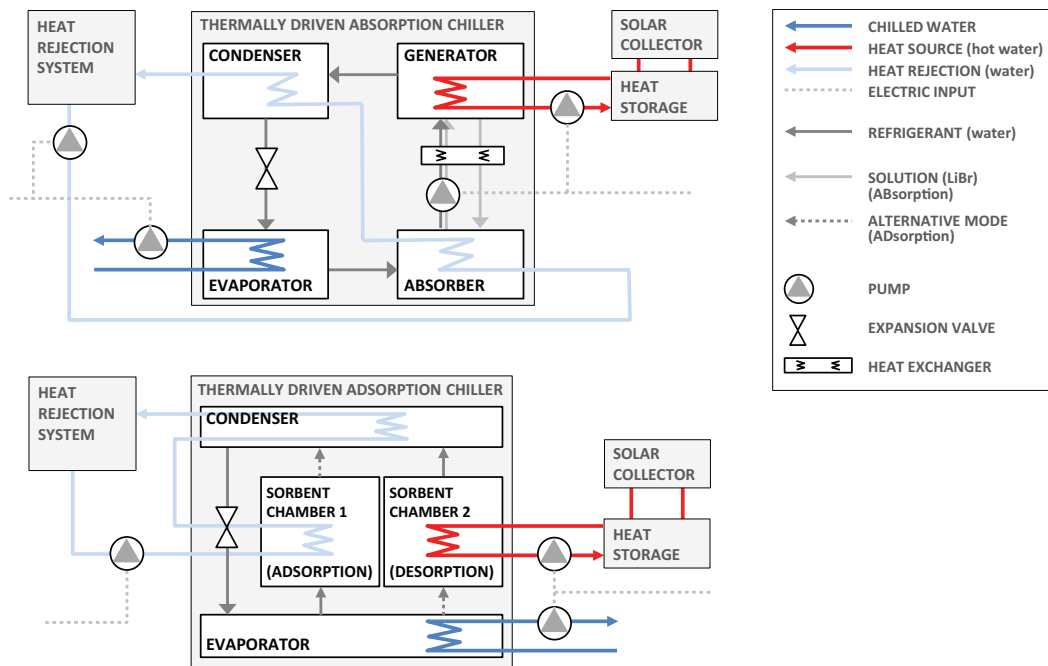 HEAT
REJECTION
SYSTEM
THERMALLY DRIVEN ABSORPTION CHILLER
CONDENSER
GENERATOR
EVAPORATOR
ABSORBER
SOLAR
COLLECTOR
HEAT
STORAGE
CHILLED WATER
HEAT SOURCE (hot water)
HEAT REJECTION (water)
ELECTRIC INPUT
REFRIGERANT (water)
SOLUTION (LiBr)
(ABsorption)
ALTERNATIVE MODE
(ADsorption)
PUMP
EXPANSION VALVE
HEAT EXCHANGER
HEAT
REJECTION
SYSTEM
THERMALLY DRIVEN ADSORPTION CHILLER
CONDENSER
SORBENT
CHAMBER 1
(ADSORPTION)
SORBENT
CHAMBER 2
(DESORPTION)
EVAPORATOR
SOLAR
COLLECTOR
HEAT
STORAGE